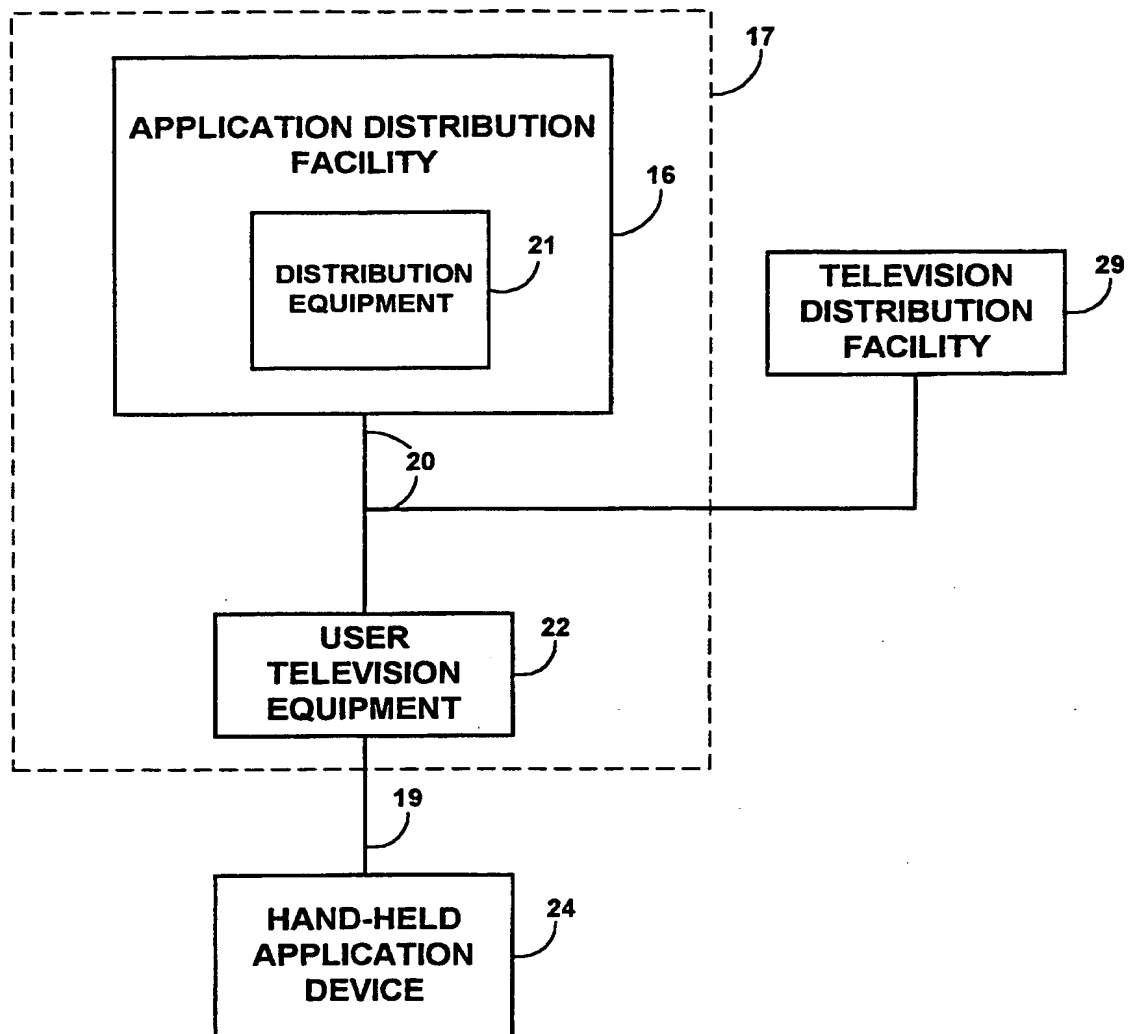 17
APPLICATION DISTRIBUTION
FACILITY
16
21
DISTRIBUTION
EQUIPMENT
TELEVISION
DISTRIBUTION
FACILITY
29
20
USER
TELEVISION
EQUIPMENT
22
19
HAND-HELD
APPLICATION
DEVICE
24